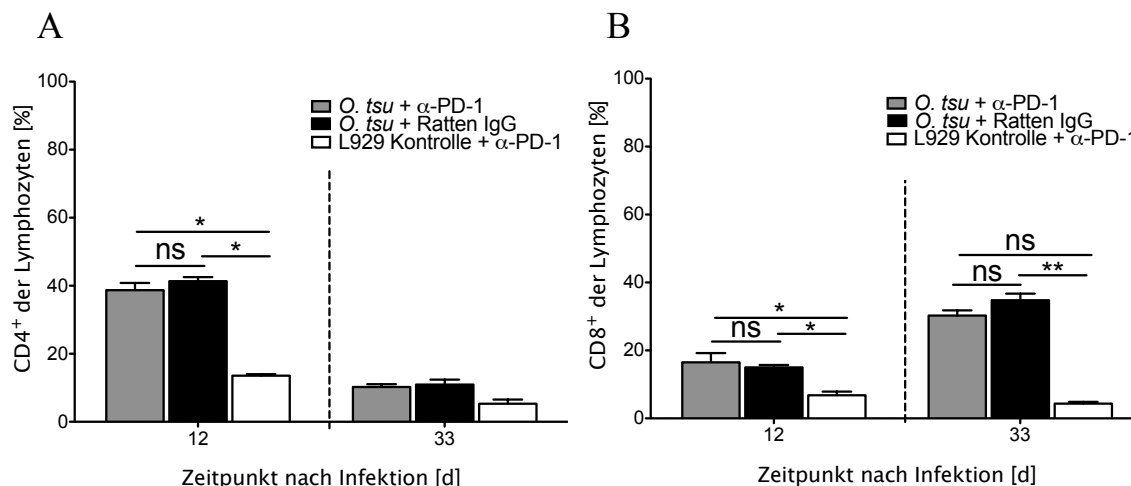 A
CD4+ der Lymphozyten [%]
100
80
60
40
20
0
O. tsu + α-PD-1
O. tsu + Ratten IgG
L929 Kontrolle + α-PD-1
*
ns
*
12
33
Zeitpunkt nach Infektion [d]
B
CD8+ der Lymphozyten [%]
100
80
60
40
20
0
O. tsu + α-PD-1
O. tsu + Ratten IgG
L929 Kontrolle + α-PD-1
*
ns
*
ns
ns
**
12
33
Zeitpunkt nach Infektion [d]